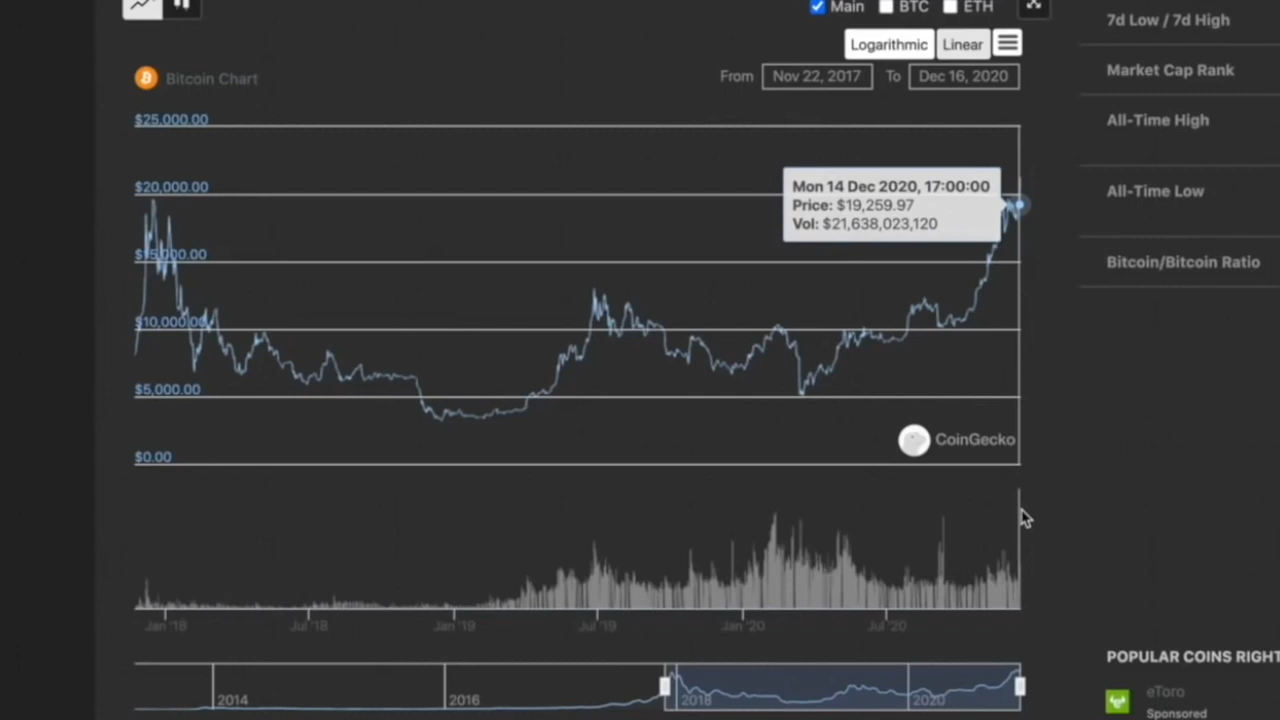 Main BTC ETH
7d Low / 7d High
Logarithmic Linear
Market Cap Rank
Bitcoin Chart
From Nov 22, 2017 To Dec 16, 2020
All-Time High
$25,000.00
Mon 14 Dec 2020, 17:00:00
Price: $19,259.97
Vol: $21,638,023,120
$20,000.00
All-Time Low
$15,000.00
Bitcoin/Bitcoin Ratio
$10,000.00
$5,000.00
CoinGecko
$0.00
Jan '18 Jul '18 Jan '19 Jul '19 Jan '20 Jul '20
POPULAR COINS RIGHT
2014 2016 2018 2020
eToro
Sponsored